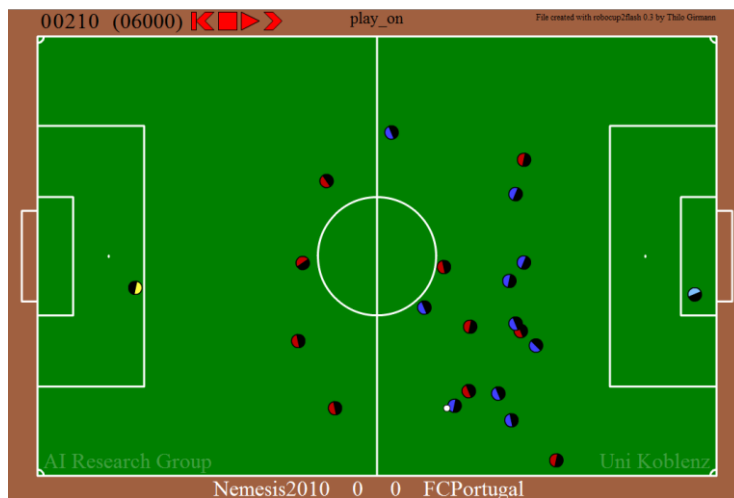 00210 (06000) play_on File created with robocup2flash 0.3 by Thilo Girmann
AI Research Group Uni Koblenz
Nemesis2010 0 0 FCPortugal